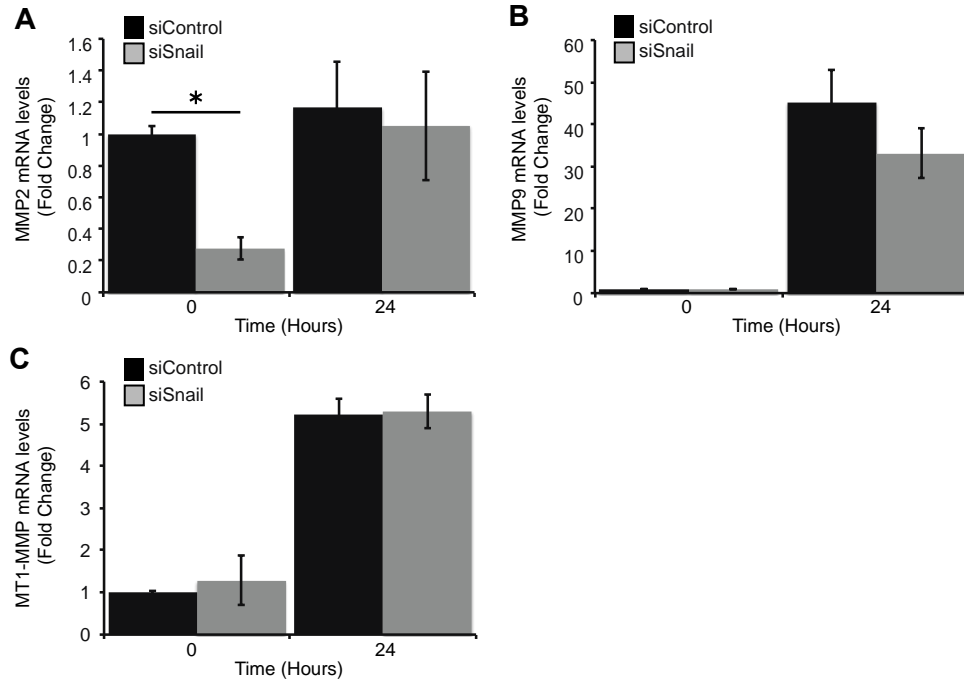 A
siControl
siSnail
MMP2 mRNA levels
(Fold Change)
1.6
1.4
1.2
1
0.8
0.6
0.4
0.2
0
*
0
24
Time (Hours)
B
siControl
siSnail
MMP9 mRNA levels
(Fold Change)
60
50
40
30
20
10
0
0
24
Time (Hours)
C
siControl
siSnail
MT1-MMP mRNA levels
(Fold Change)
6
5
4
3
2
1
0
0
24
Time (Hours)